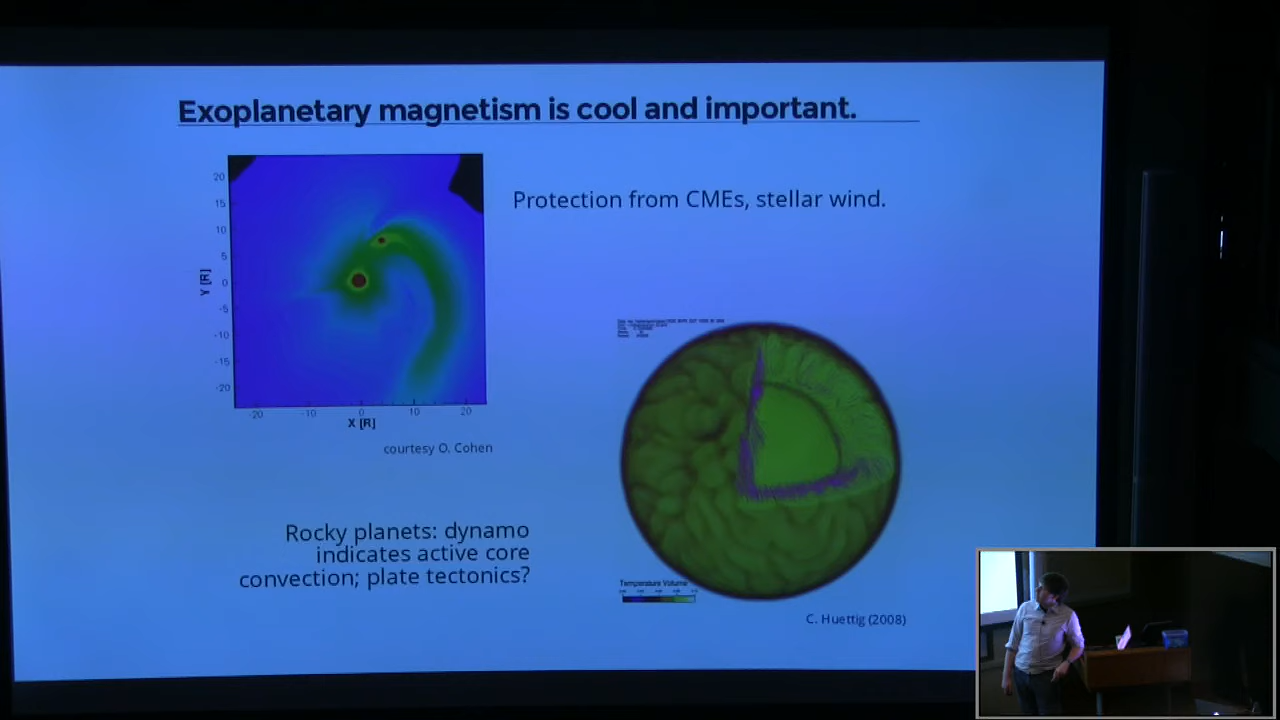 Exoplanetary magnetism is cool and important.
Protection from CMEs, stellar wind.
20
15
10
5
0
-5
-10
-15
-20
Y [R]
-20 -10 0 10 20
X [R]
courtesy O. Cohen
Rocky planets: dynamo
indicates active core
convection; plate tectonics?
Temperature Volume
C. Huettig (2008)